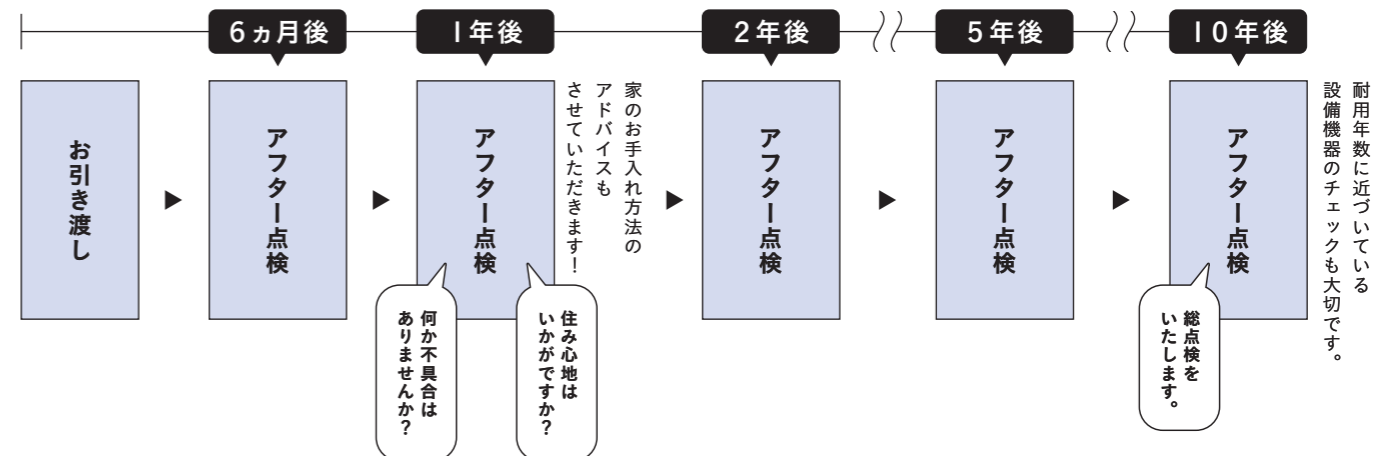 6ヵ月後
1年後
2年後
5年後
10年後
お引き渡し
アフター点検
アフター点検
家のお手入れ方法の
アドバイスも
させていただきます!
何か不具合は
ありませんか?
住み心地は
いかがですか?
アフター点検
アフター点検
アフター点検
総点検を
いたします。
耐用年数に近づいている
設備機器のチェックも大切です。